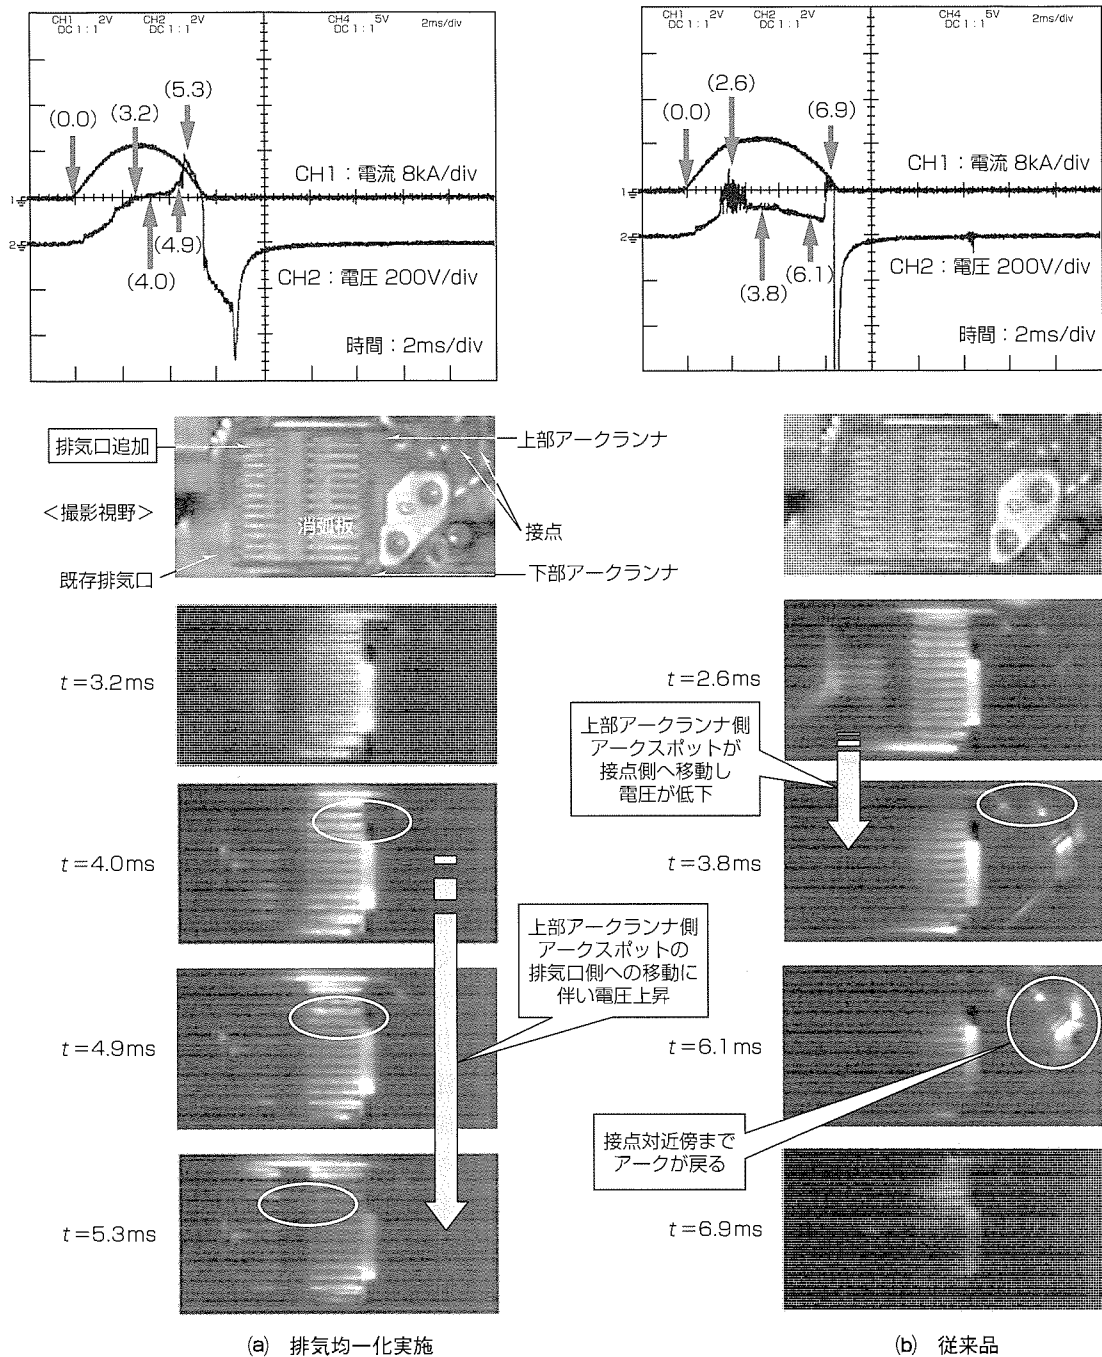 CH1 2V
DC 1:1
CH2 2V
DC 1:1
CH4 5V
DC 1:1
2ms/div
(0.0)
(3.2)
(5.3)
(4.9)
(4.0)
1
2
CH1:電流 8kA/div
CH2:電圧 200V/div
時間:2ms/div
排気口追加
<撮影視野>
既存排気口
消弧板
上部アークランナ
接点
下部アークランナ
t=3.2ms
t=4.0ms
t=4.9ms
t=5.3ms
上部アークランナ側
アークスポットの
排気口側への移動に
伴い電圧上昇
(a) 排気均一化実施
CH1 2V
DC 1:1
CH2 2V
DC 1:1
CH4 5V
DC 1:1
2ms/div
(0.0)
(2.6)
(6.9)
(3.8)
(6.1)
1
2
CH1:電流 8kA/div
CH2:電圧 200V/div
時間:2ms/div
t=2.6ms
上部アークランナ側
アークスポットが
接点側へ移動し
電圧が低下
t=3.8ms
t=6.1ms
接点対近傍まで
アークが戻る
t=6.9ms
(b) 従来品